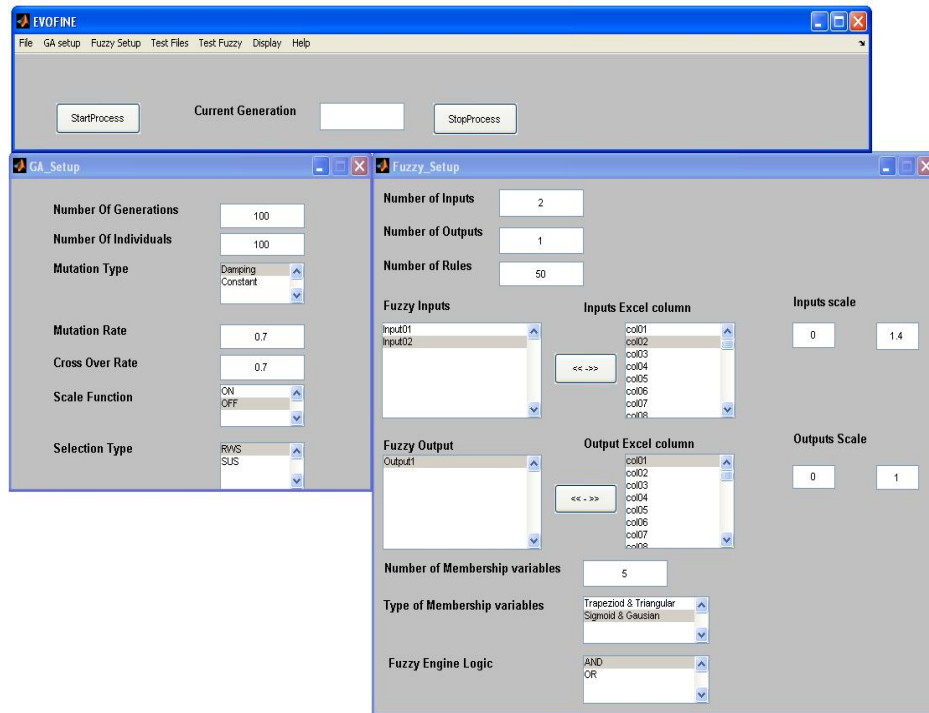 EVOFINE
File GA setup Fuzzy Setup Test Files Test Fuzzy Display Help
StartProcess
Current Generation
StopProcess
GA_Setup
Number Of Generations
100
Number Of Individuals
100
Mutation Type
Damping
Constant
Mutation Rate
0.7
Cross Over Rate
0.7
Scale Function
ON
OFF
Selection Type
RWS
SUS
Fuzzy_Setup
Number of Inputs
2
Number of Outputs
1
Number of Rules
50
Fuzzy Inputs
Input01
Input02
<< ->>
Inputs Excel column
col01
col02
col03
col04
col05
col06
col07
col08
Inputs scale
0
1.4
Fuzzy Output
Output1
<< - >>
Output Excel column
col01
col02
col03
col04
col05
col06
col07
col08
Outputs Scale
0
1
Number of Membership variables
5
Type of Membership variables
Trapeziod & Triangular
Sigmoid & Gausian
Fuzzy Engine Logic
AND
OR